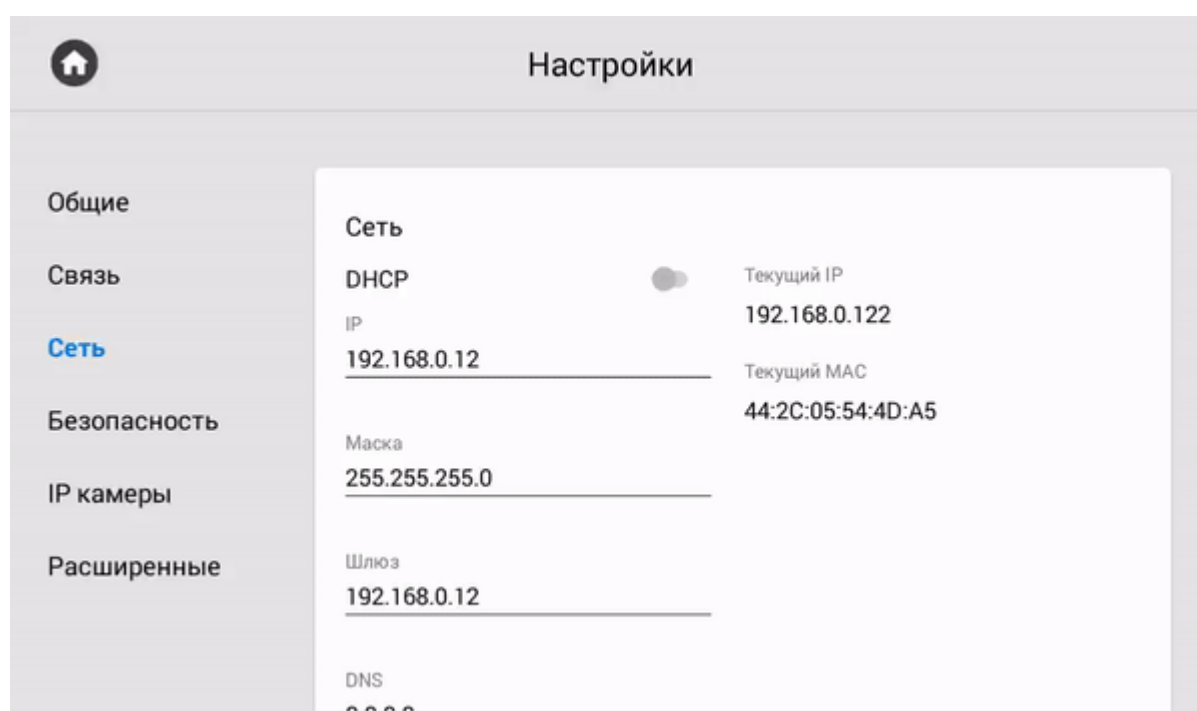 Настройки
Общие
Связь
Сеть
Безопасность
IP камеры
Расширенные
Сеть
DHCP
IP
192.168.0.12
Маска
255.255.255.0
Шлюз
192.168.0.12
DNS
Текущий IP
192.168.0.122
Текущий MAC
44:2C:05:54:4D:A5